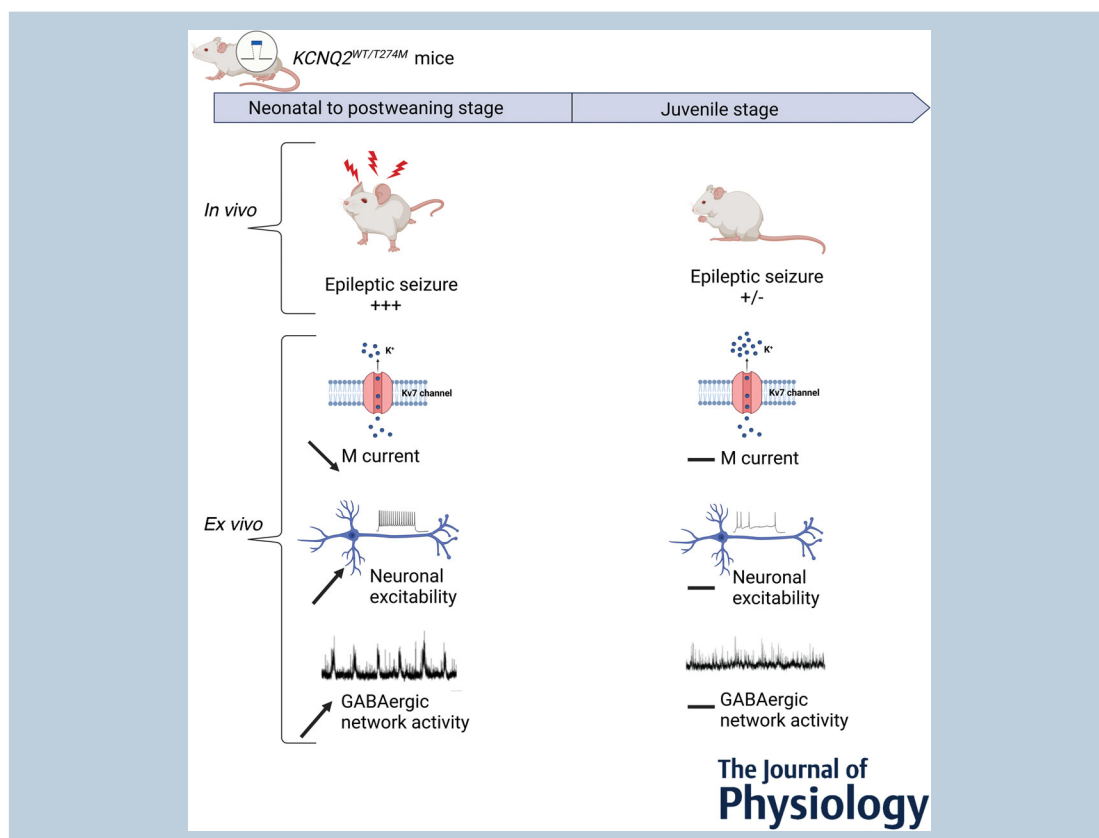 KCNQ2WT/T274M mice
Neonatal to postweaning stage
Juvenile stage
In vivo
Epileptic seizure
+++
Epileptic seizure
+/-
Ex vivo
K+
Kv7 channel
M current
K+
Kv7 channel
M current
Neuronal
excitability
Neuronal
excitability
GABAergic
network activity
GABAergic
network activity
The Journal of
Physiology